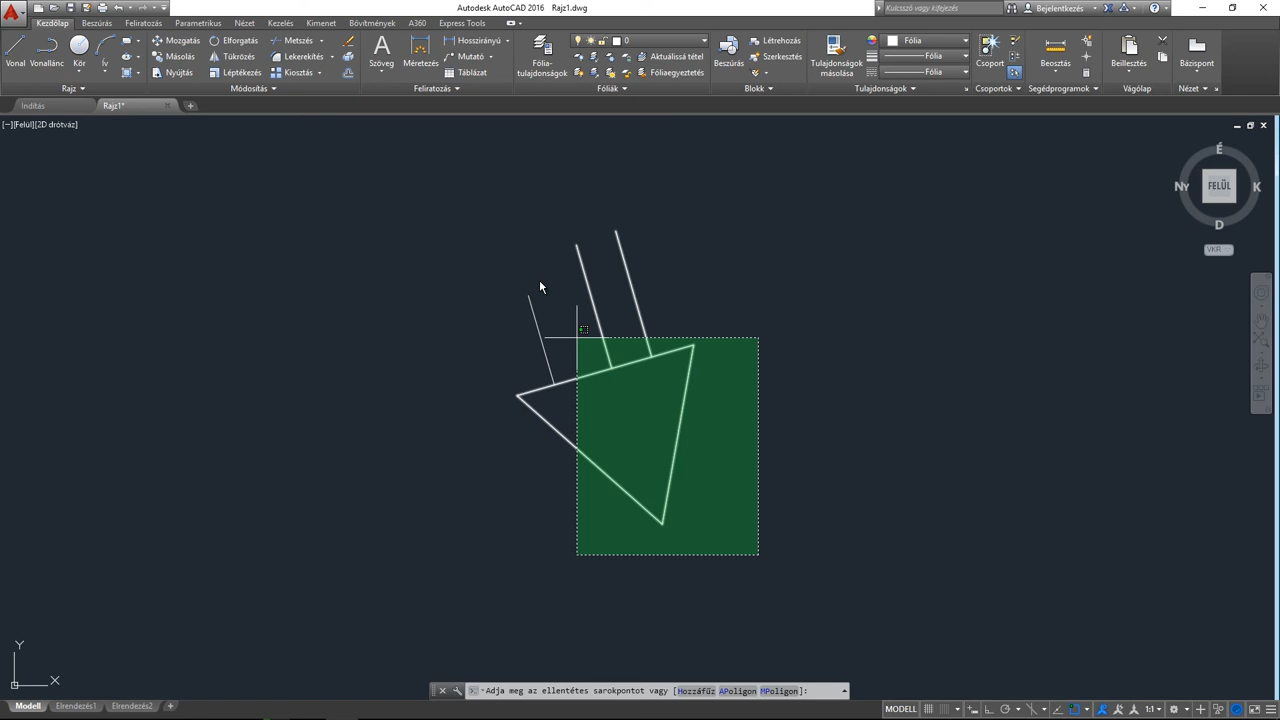 Autodesk AutoCAD 2016 Rajz1.dwg
Kulcsszó vagy kifejezés
Bejelentkezés
Kezdőlap Beszúrás Feliratozás Parametrikus Nézet Kezelés Kimenet Bővítmények A360 Express Tools
Vonal Vonallánc Kör Ív
Mozgatás Elforgatás Metszés
Másolás Tükrözés Lekerekítés
Nyújtás Léptékezés Kiosztás
Szöveg Méretezés
Hosszirányú
Mutató
Táblázat
Fólia-
tulajdonságok
0
Aktuálissá tétel
Fóliaegyeztetés
Beszúrás
Létrehozás
Szerkesztés
Tulajdonságok
másolása
Fólia
Fólia
Fólia
Csoport
Beosztás
Beillesztés
Bázispont
Rajz Módosítás Feliratozás Fóliák Blokk Tulajdonságok Csoportok Segédprogramok Vágólap Nézet
Indítás Rajz1*
[−][Felül][2D drótváz]
É
NY FELÜL K
D
VKR
Y
X
Adja meg az ellentétes sarokpontot vagy [Hozzáfűz APoligon MPoligon]:
Modell Elrendezés1 Elrendezés2
MODELL
1:1